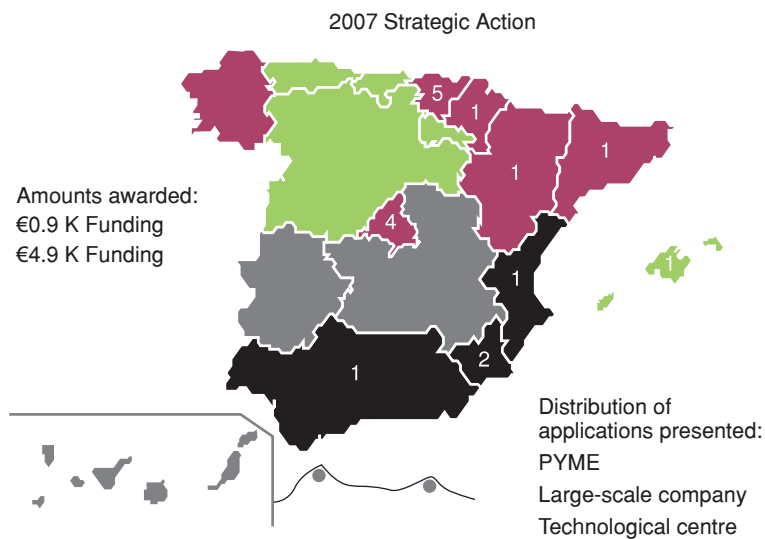 2007 Strategic Action
5
1
1
1
Amounts awarded:
€0.9 K Funding
€4.9 K Funding
4
1
1
2
1
Distribution of
applications presented:
PYME
Large-scale company
Technological centre